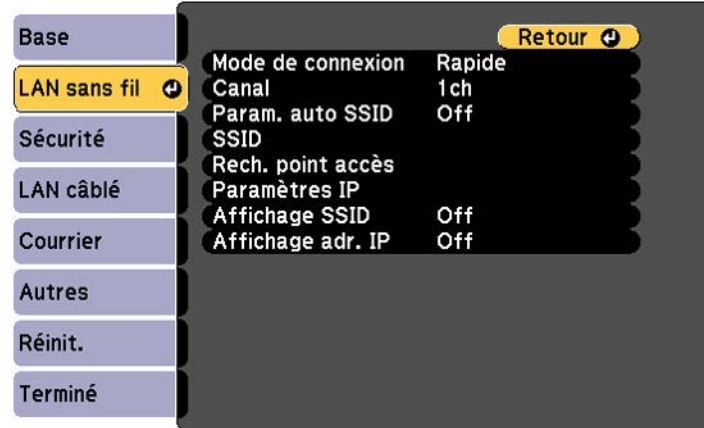 Base
LAN sans fil
Sécurité
LAN câblé
Courrier
Autres
Réinit.
Terminé
Retour
Mode de connexion Rapide
Canal 1ch
Param. auto SSID Off
SSID
Rech. point accès
Paramètres IP
Affichage SSID Off
Affichage adr. IP Off